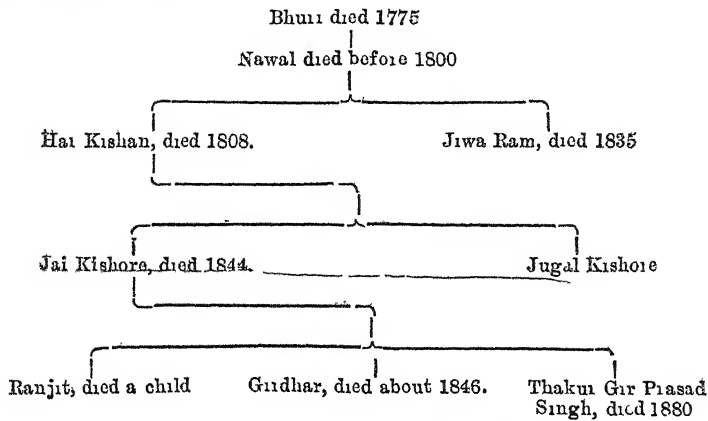 Bhuri died 1775
Nawal died before 1800
Har Kishan, died 1808.
Jiwa Ram, died 1835
Jai Kishore, died 1844.
Jugal Kishore
Ranjit, died a child
Girdhar, died about 1846.
Thakur Gir Prasad
Singh, died 1880